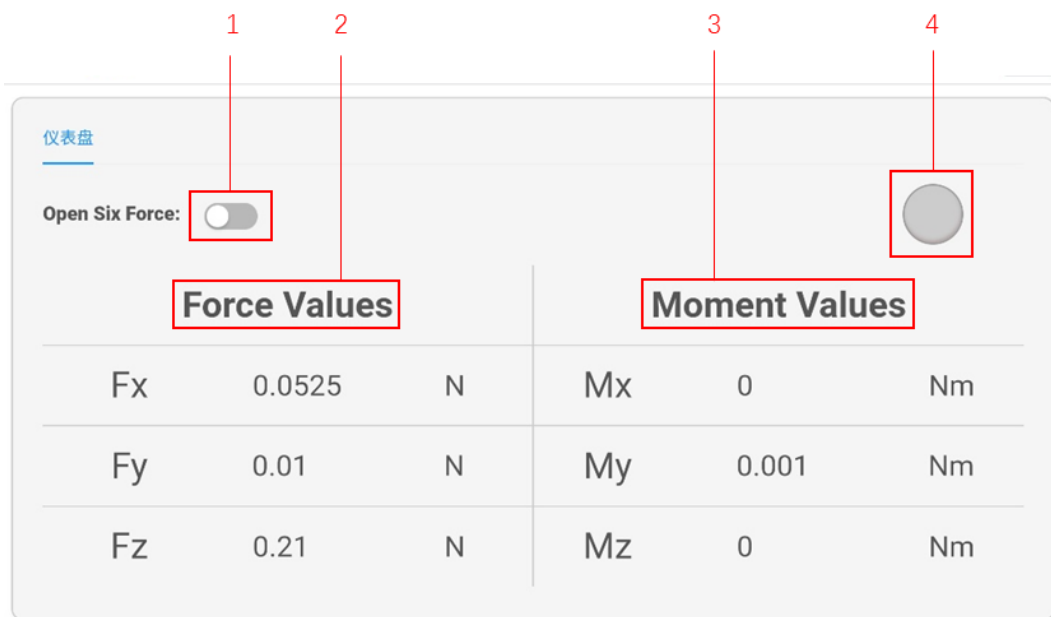 1 2 3 4
仪表盘
Open Six Force:
Force Values Moment Values
Fx 0.0525 N Mx 0 Nm
Fy 0.01 N My 0.001 Nm
Fz 0.21 N Mz 0 Nm